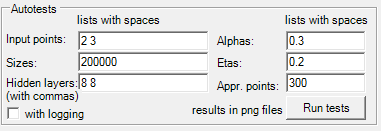 Autotests
lists with spaces lists with spaces
Input points: 2 3 Alphas: 0.3
Sizes: 200000 Etas: 0.2
Hidden layers: 8 8 Appr. points: 300
(with commas)
with logging results in png files Run tests